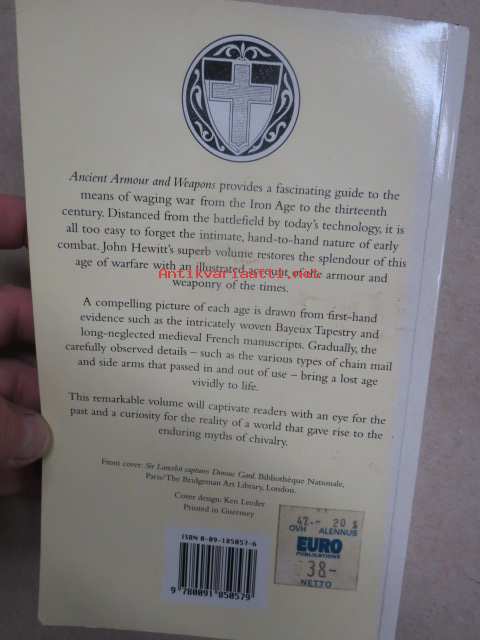 Ancient Armour and Weapons provides a fascinating guide to the
means of waging war from the Iron Age to the thirteenth
century. Distanced from the battlefield by today's technology, it is
all too easy to forget the intimate, hand-to-hand nature of early
combat. John Hewitt's superb volume restores the splendour of this
age of warfare with an illustrated account of the armour and
Antikvariaatti.net
weaponry of the times.
A compelling picture of each age is drawn from first-hand
evidence such as the intricately woven Bayeux Tapestry and
long-neglected medieval French manuscripts. Gradually, the
carefully observed details – such as the various types of chain mail
and side arms that passed in and out of use – bring a lost age
vividly to life.
This remarkable volume will captivate readers with an eye for the
past and a curiosity for the reality of a world that gave rise to the
enduring myths of chivalry.
Front cover: Sir Lancelot captures Dureose Gard. Bibliothèque Nationale,
Paris/The Bridgeman Art Library, London.
Cover design: Ken Leeder
Printed in Guernsey
ISBN 0-09-185057-6
9 780091 850579
47.- 20 %
OVH ALENNUS
EURO
PUBLICATIONS
38-
NETTO